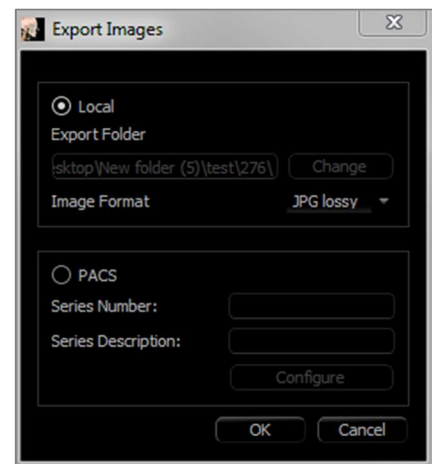 Export Images
Local
Export Folder
sktop\New folder (5)\test\276\ Change
Image Format JPG lossy
PACS
Series Number:
Series Description:
Configure
OK Cancel